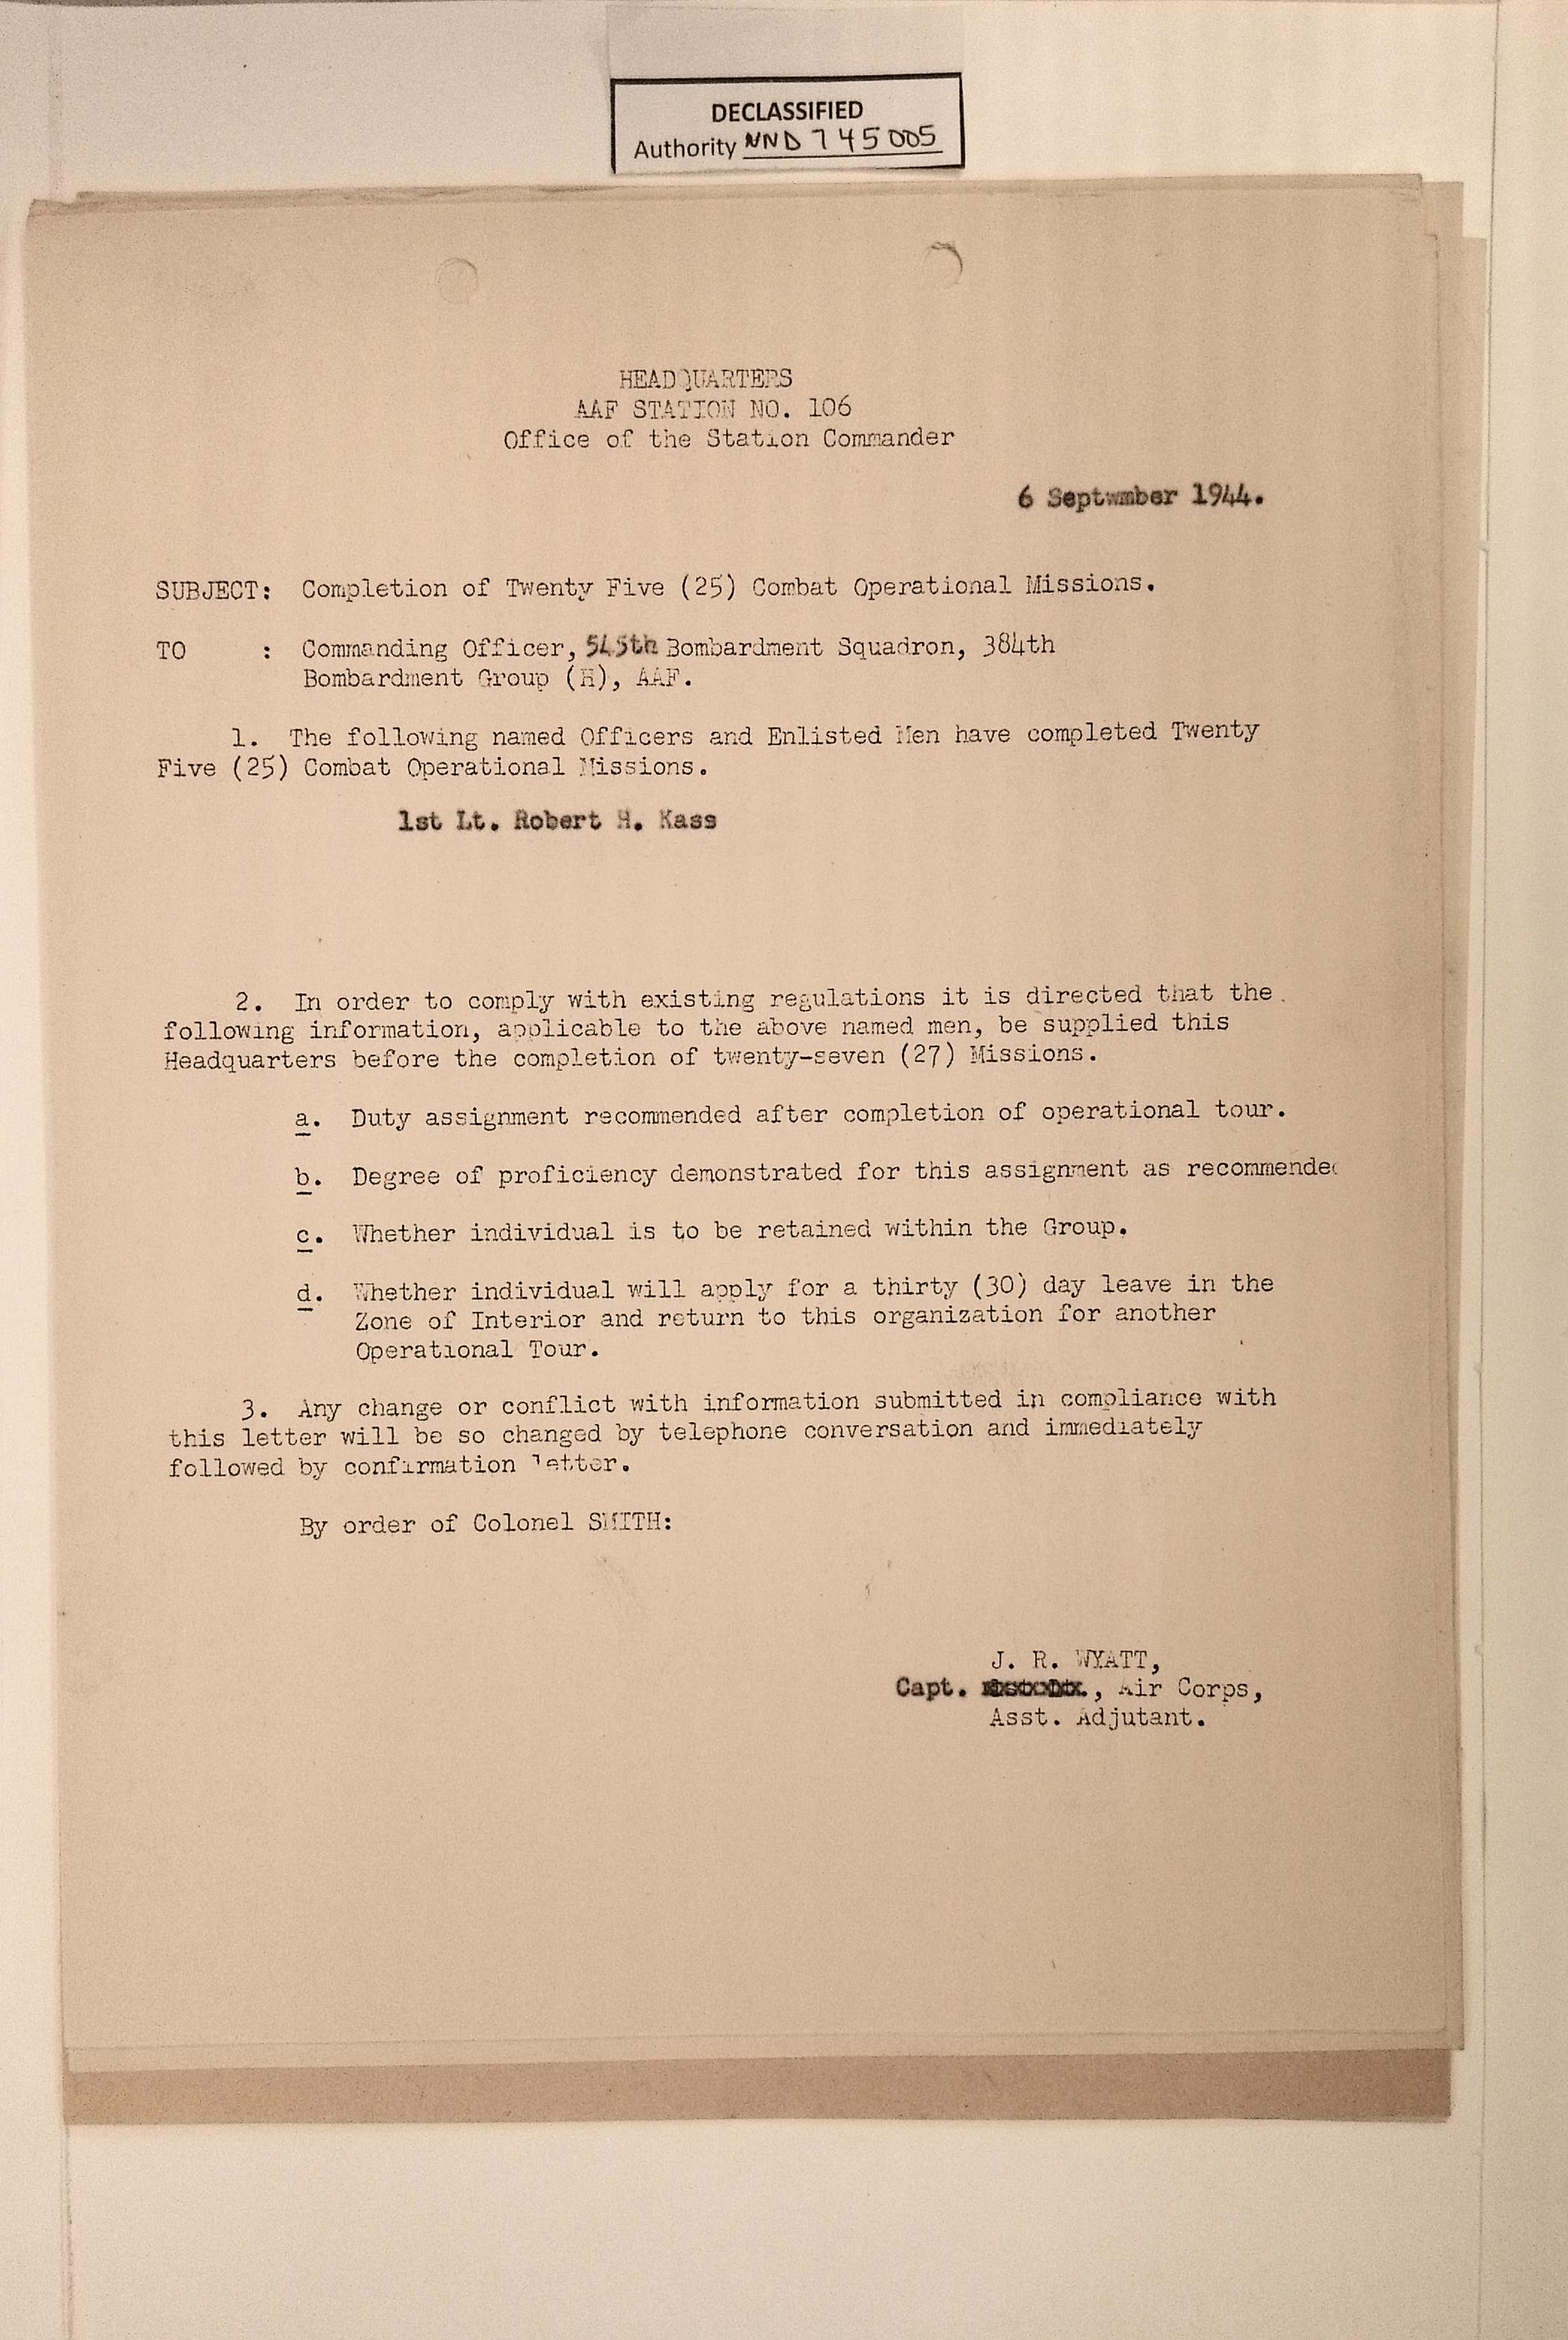 DECLASSIFIED
Authority NND 745005
HEADQUARTERS
AAF STATION NO. 106
Office of the Station Commander
6 Septwmber 1944.
SUBJECT: Completion of Twenty Five (25) Combat Operational Missions.
TO : Commanding Officer, 545th Bombardment Squadron, 384th
Bombardment Group (H), AAF.
1. The following named Officers and Enlisted Men have completed Twenty
Five (25) Combat Operational Missions.
1st Lt. Robert H. Kass
2. In order to comply with existing regulations it is directed that the
following information, applicable to the above named men, be supplied this
Headquarters before the completion of twenty-seven (27) Missions.
a. Duty assignment recommended after completion of operational tour.
b. Degree of proficiency demonstrated for this assignment as recommended
c. Whether individual is to be retained within the Group.
d. Whether individual will apply for a thirty (30) day leave in the
Zone of Interior and return to this organization for another
Operational Tour.
3. Any change or conflict with information submitted in compliance with
this letter will be so changed by telephone conversation and immediately
followed by confirmation letter.
By order of Colonel SMITH:
J. R. WYATT,
Capt. , Air Corps,
Asst. Adjutant.